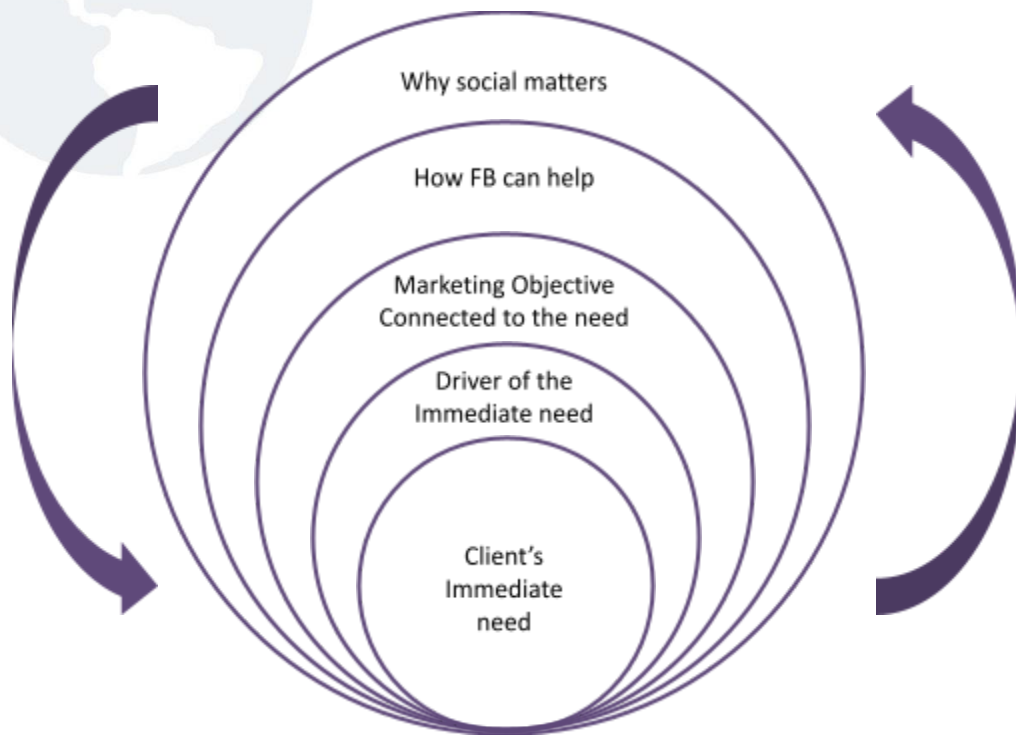 Why social matters
How FB can help
Marketing Objective
Connected to the need
Driver of the
Immediate need
Client’s
Immediate
need